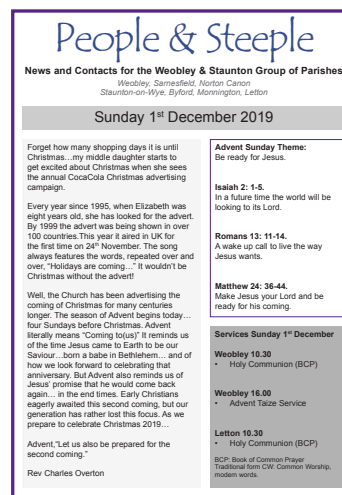 People & Steeple
News and Contacts for the Weobley & Staunton Group of Parishes
Weobley, Sarnesfield, Norton Canon
Staunton-on-Wye, Byford, Monnington, Letton
Sunday 1st December 2019
Forget how many shopping days it is until
Christmas…my middle daughter starts to
get excited about Christmas when she sees
the annual CocaCola Christmas advertising
campaign.
Every year since 1995, when Elizabeth was
eight years old, she has looked for the advert.
By 1999 the advert was being shown in over
100 countries.This year it aired in UK for
the first time on 24th November. The song
always features the words, repeated over and
over, “Holidays are coming…” It wouldn’t be
Christmas without the advert!
Well, the Church has been advertising the
coming of Christmas for many centuries
longer. The season of Advent begins today…
four Sundays before Christmas. Advent
literally means “Coming to(us)” It reminds us
of the time Jesus came to Earth to be our
Saviour…born a babe in Bethlehem… and of
how we look forward to celebrating that
anniversary. But Advent also reminds us of
Jesus’ promise that he would come back
again… in the end times. Early Christians
eagerly awaited this second coming, but our
generation has rather lost this focus. As we
prepare to celebrate Christmas 2019…
Advent,“Let us also be prepared for the
second coming.”
Rev Charles Overton
Advent Sunday Theme:
Be ready for Jesus.
Isaiah 2: 1-5.
In a future time the world will be
looking to its Lord.
Romans 13: 11-14.
A wake up call to live the way
Jesus wants.
Matthew 24: 36-44.
Make Jesus your Lord and be
ready for his coming.
Services Sunday 1st December
Weobley 10.30
• Holy Communion (BCP)
Weobley 16.00
• Advent Taize Service
Letton 10.30
• Holy Communion (BCP)
BCP: Book of Common Prayer
Traditional form CW: Common Worship,
modern words.